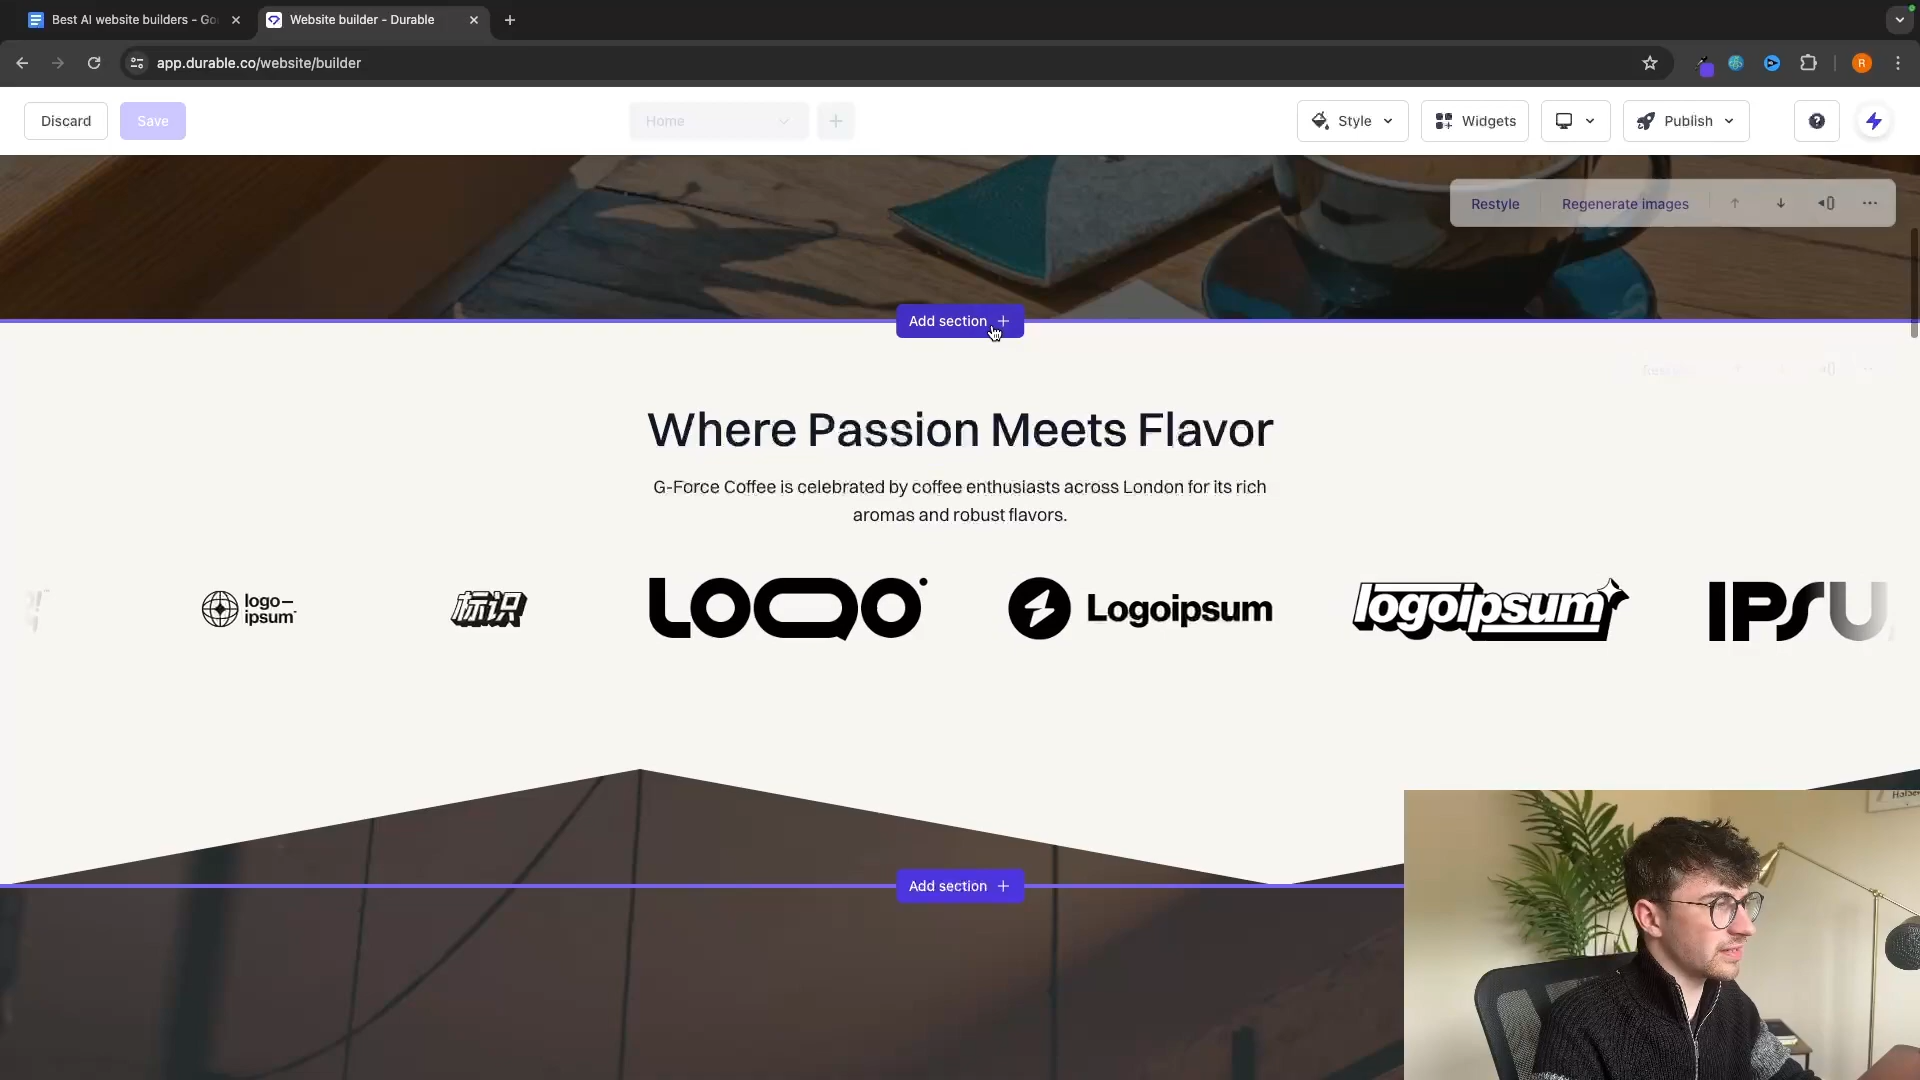 Best AI website builders - Go
Website builder - Durable
app.durable.co/website/builder
R
Discard
Save
Home
Style
Widgets
Publish
Restyle
Regenerate images
Add section
Where Passion Meets Flavor
G-Force Coffee is celebrated by coffee enthusiasts across London for its rich
aromas and robust flavors.
logo—
ipsum
标识
LOQO
Logoipsum
logoipsum
IPSU
Add section